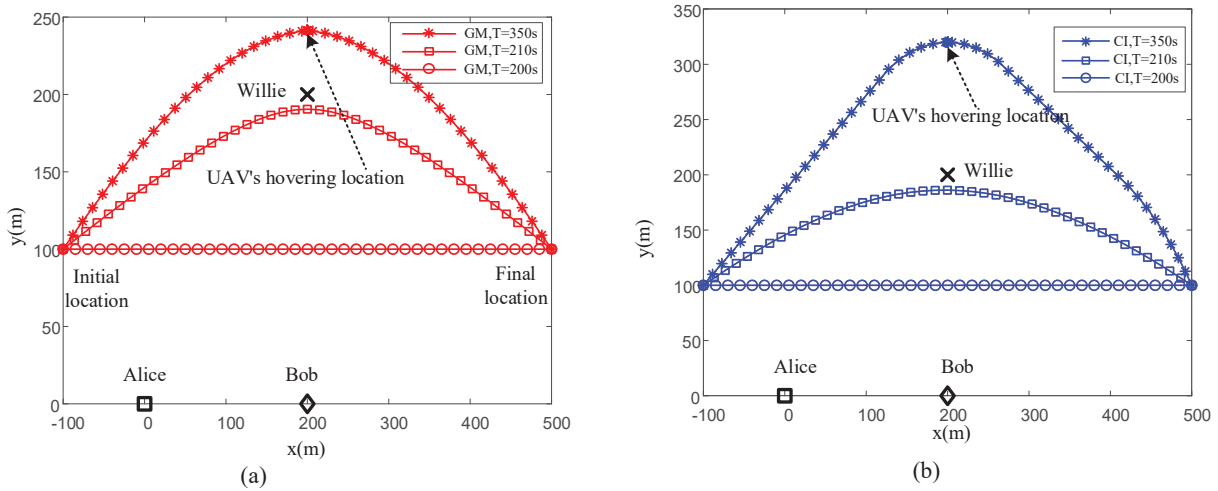 250
200
150
100
50
0
y(m)
GM,T=350s
GM,T=210s
GM,T=200s
Willie
UAV's hovering location
Initial
location
Final
location
Alice
Bob
-100
0
100
200
300
400
500
x(m)
(a)
350
300
250
200
150
100
50
0
y(m)
CI,T=350s
CI,T=210s
CI,T=200s
UAV's hovering location
Willie
Alice
Bob
-100
0
100
200
300
400
500
x(m)
(b)